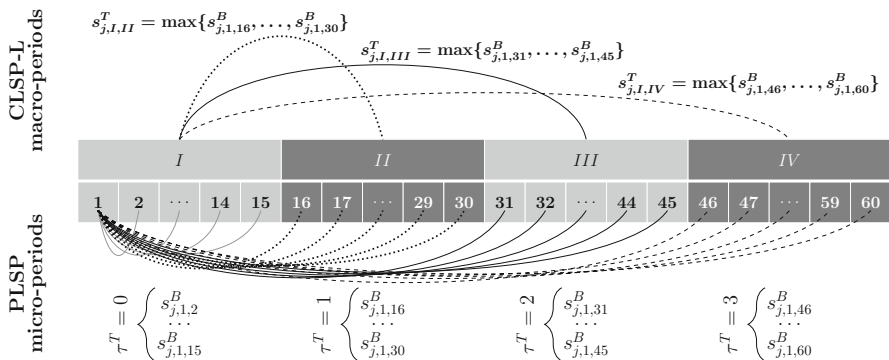 CLSP-L
macro-periods
s^T_{j,I,II} = max{s^B_{j,1,16}, ..., s^B_{j,1,30}}
s^T_{j,I,III} = max{s^B_{j,1,31}, ..., s^B_{j,1,45}}
s^T_{j,I,IV} = max{s^B_{j,1,46}, ..., s^B_{j,1,60}}
I II III IV
1 2 ··· 14 15 16 17 ··· 29 30 31 32 ··· 44 45 46 47 ··· 59 60
PLSP
micro-periods
τ^T = 0 { s^B_{j,1,2}
···
s^B_{j,1,15}
τ^T = 1 { s^B_{j,1,16}
···
s^B_{j,1,30}
τ^T = 2 { s^B_{j,1,31}
···
s^B_{j,1,45}
τ^T = 3 { s^B_{j,1,46}
···
s^B_{j,1,60}